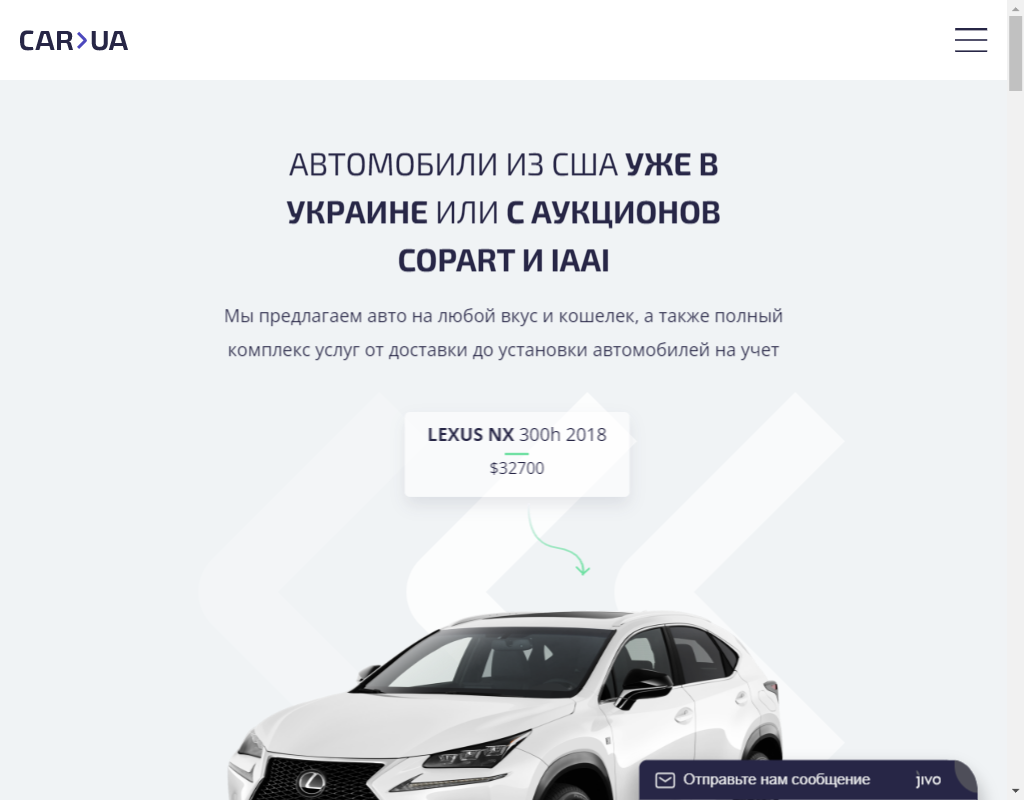 CAR>UA
АВТОМОБИЛИ ИЗ США УЖЕ В
УКРАИНЕ ИЛИ С АУКЦИОНОВ
COPART И IAAI
Мы предлагаем авто на любой вкус и кошелек, а также полный
комплекс услуг от доставки до установки автомобилей на учет
LEXUS NX 300h 2018
$32700
Отправьте нам сообщение
jivo